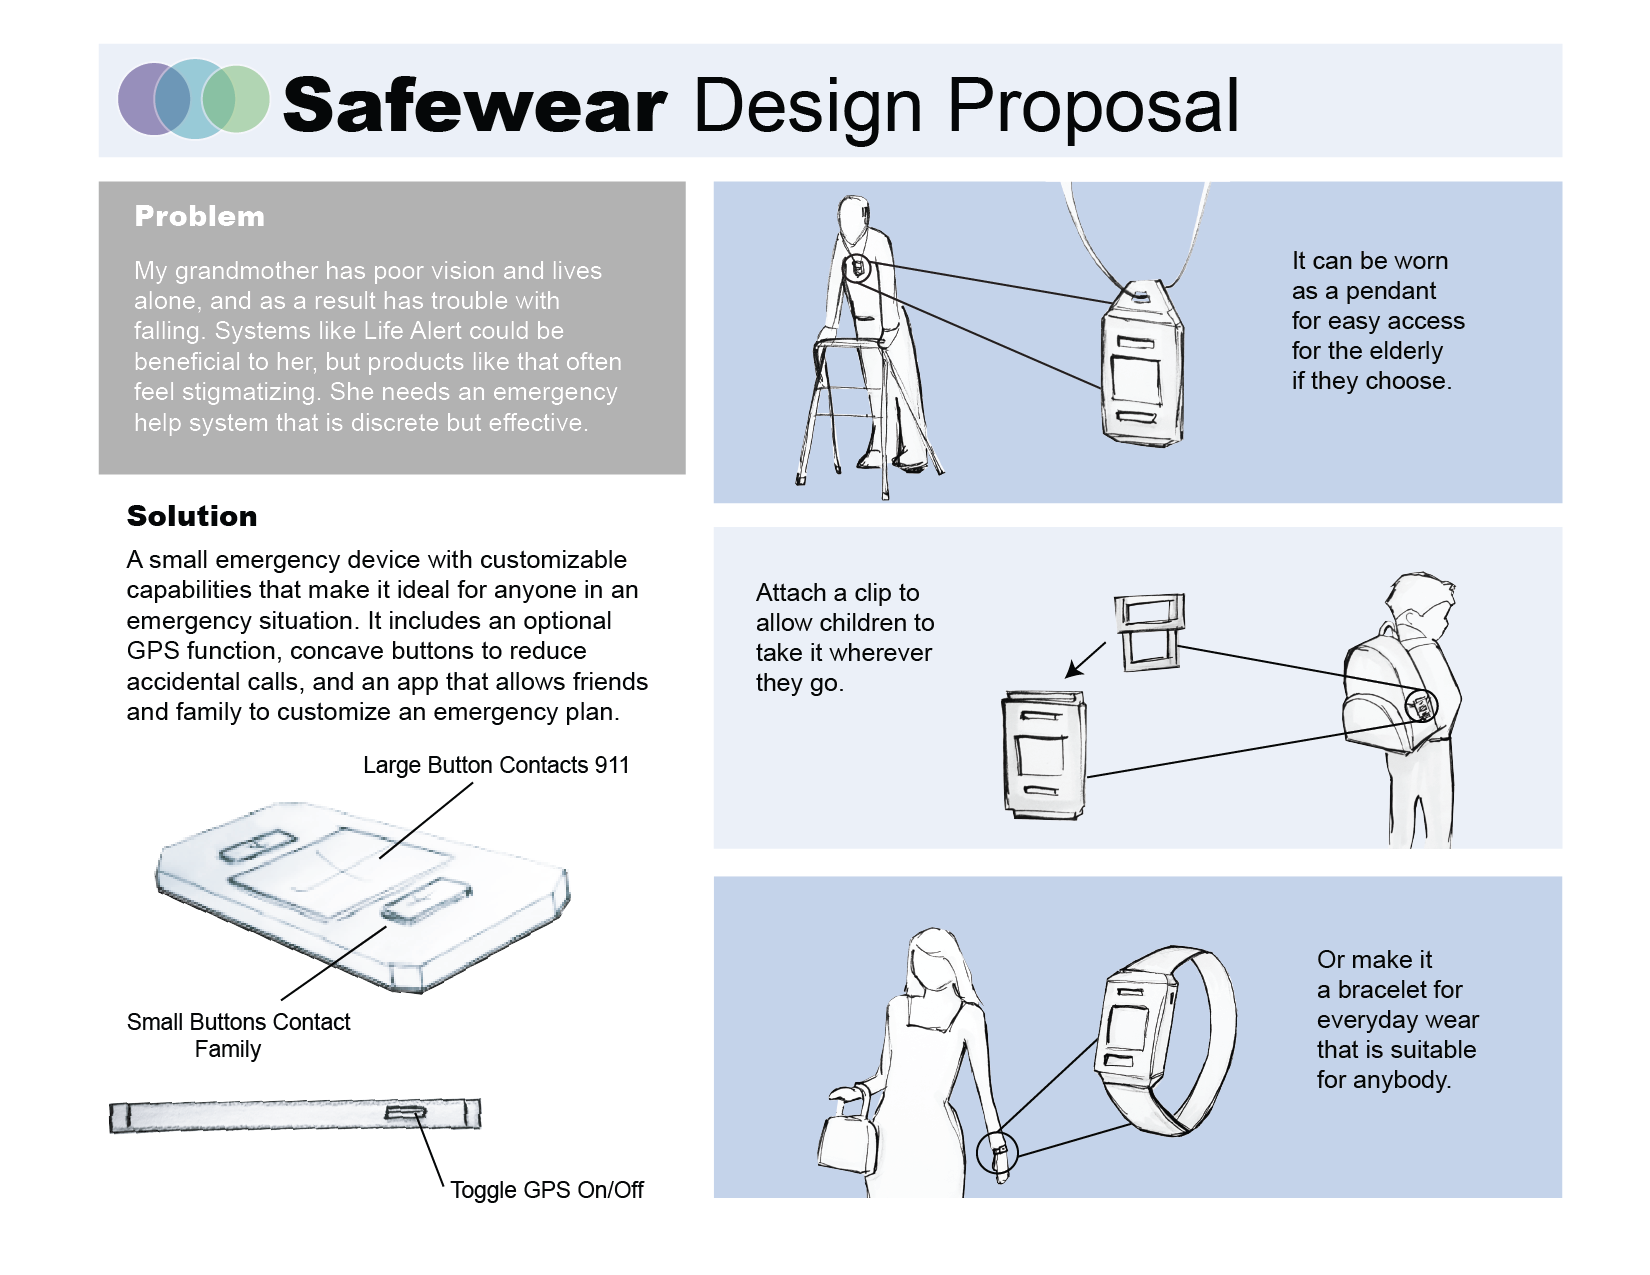 Safewear Design Proposal
Problem
My grandmother has poor vision and lives
alone, and as a result has trouble with
falling. Systems like Life Alert could be
beneficial to her, but products like that often
feel stigmatizing. She needs an emergency
help system that is discrete but effective.
Solution
A small emergency device with customizable
capabilities that make it ideal for anyone in an
emergency situation. It includes an optional
GPS function, concave buttons to reduce
accidental calls, and an app that allows friends
and family to customize an emergency plan.
Large Button Contacts 911
Small Buttons Contact
Family
Toggle GPS On/Off
It can be worn
as a pendant
for easy access
for the elderly
if they choose.
Attach a clip to
allow children to
take it wherever
they go.
Or make it
a bracelet for
everyday wear
that is suitable
for anybody.